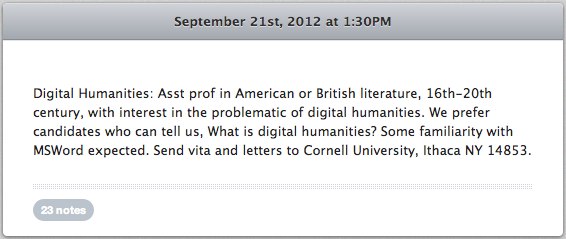 September 21st, 2012 at 1:30PM
Digital Humanities: Asst prof in American or British literature, 16th-20th
century, with interest in the problematic of digital humanities. We prefer
candidates who can tell us, What is digital humanities? Some familiarity with
MSWord expected. Send vita and letters to Cornell University, Ithaca NY 14853.
23 notes